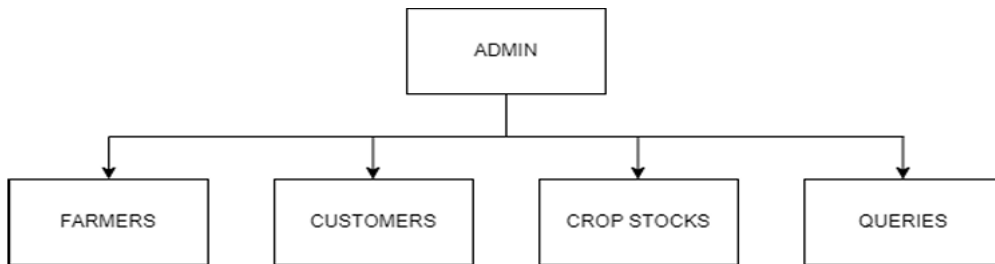 ADMIN
FARMERS
CUSTOMERS
CROP STOCKS
QUERIES